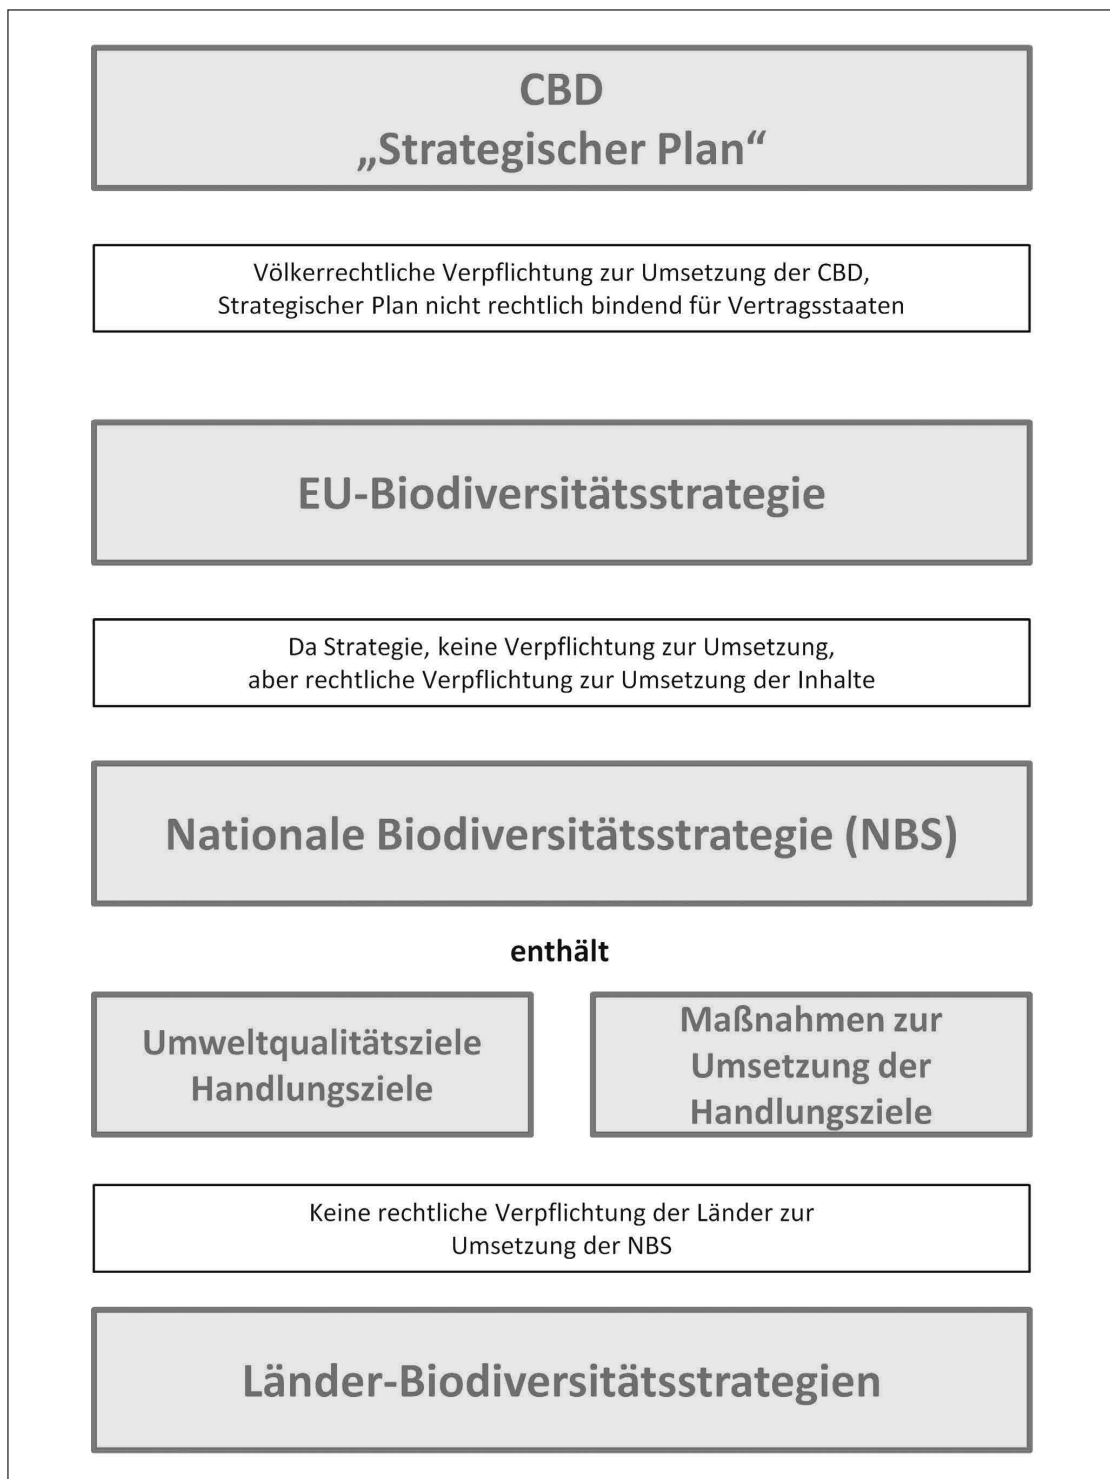 CBD
„Strategischer Plan“
Völkerrechtliche Verpflichtung zur Umsetzung der CBD,
Strategischer Plan nicht rechtlich bindend für Vertragsstaaten
EU-Biodiversitätsstrategie
Da Strategie, keine Verpflichtung zur Umsetzung,
aber rechtliche Verpflichtung zur Umsetzung der Inhalte
Nationale Biodiversitätsstrategie (NBS)
enthält
Umweltqualitätsziele
Handlungsziele
Maßnahmen zur
Umsetzung der
Handlungsziele
Keine rechtliche Verpflichtung der Länder zur
Umsetzung der NBS
Länder-Biodiversitätsstrategien